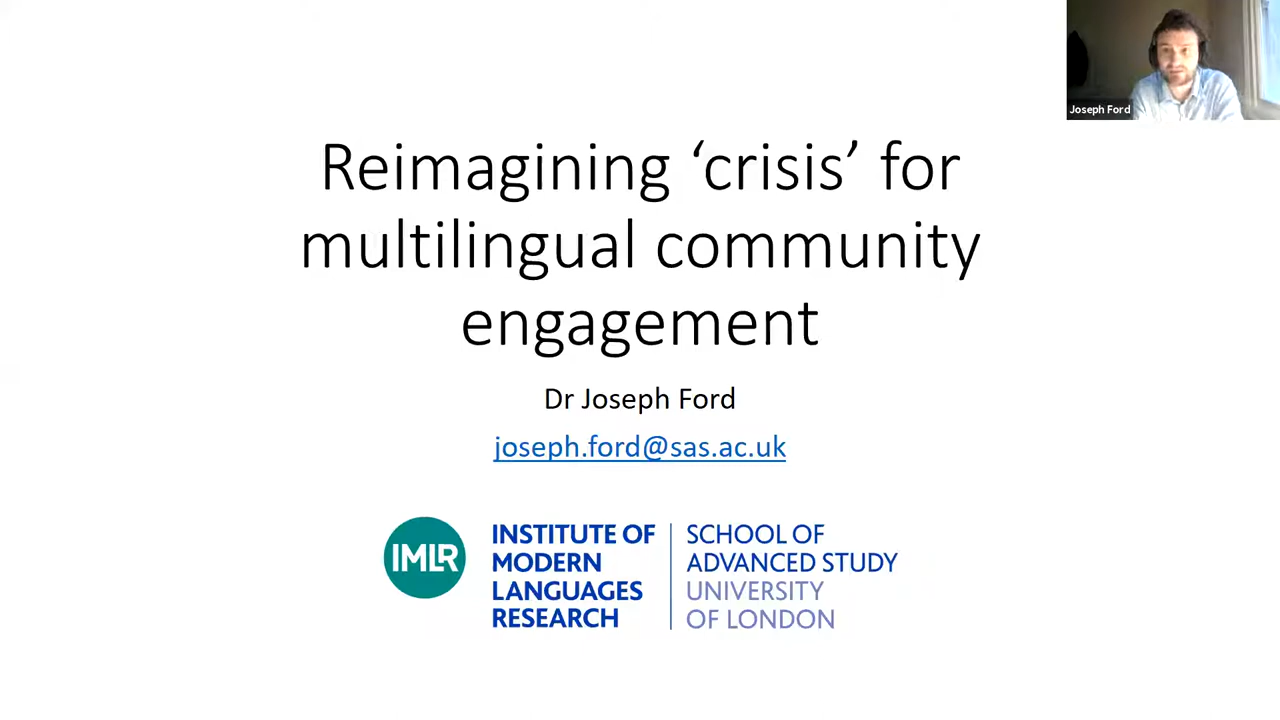 Joseph Ford
Reimagining ‘crisis’ for
multilingual community
engagement
Dr Joseph Ford
joseph.ford@sas.ac.uk
IMLR
INSTITUTE OF
MODERN
LANGUAGES
RESEARCH
SCHOOL OF
ADVANCED STUDY
UNIVERSITY
OF LONDON